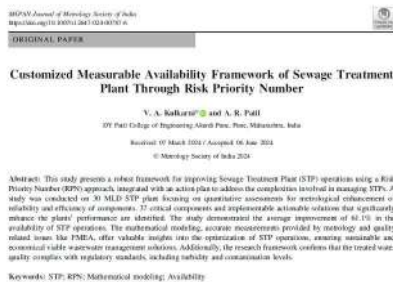 MAPAN-Journal of Metrology Society of India
ORIGINAL PAPER
Customized Measurable Availability Framework of Sewage Treatment
Plant Through Risk Priority Number
V. A. Kulkarni* and A. R. Patil
DY Patil College of Engineering Akurdi Pune, Pune, Maharashtra, India
Received: 07 March 2024 / Accepted: 06 June 2024
© Metrology Society of India 2024
Abstract: This study presents a robust framework for improving Sewage Treatment Plant (STP) operations using a Risk
Priority Number (RPN) approach, integrated with an action plan to address the complexities involved in managing STPs. A
study was conducted on 30 MLD STP plant focusing on quantitative assessments for metrological enhancement of
reliability and efficiency of components. 37 critical components and implementable actionable solutions that significantly
enhance the plants' performance are identified. The study demonstrated the average improvement of 61.1% in the
availability of STP operations. The mathematical modeling, accurate measurements provided by metrology and quality
related issues like FMEA, offer valuable insights into the optimization of STP operations, ensuring sustainable and
economical viable wastewater management solutions. Additionally, the research framework confirms that the treated water
quality complies with regulatory standards, including turbidity and contamination levels.
Keywords: STP; RPN; Mathematical modeling; Availability